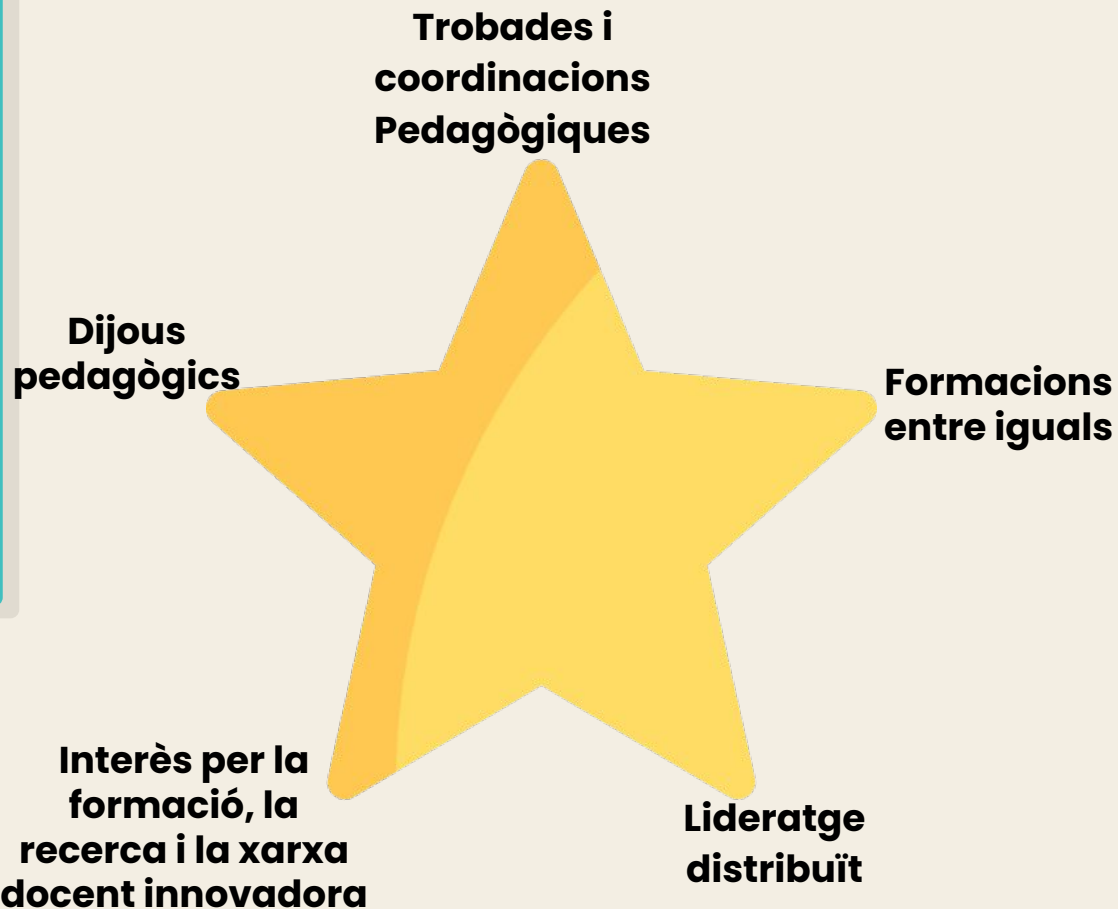 Trobades i
coordinacions
Pedagògiques
Dijous
pedagògics
Formacions
entre iguals
Interès per la
formació, la
recerca i la xarxa
docent innovadora
Lideratge
distribuït